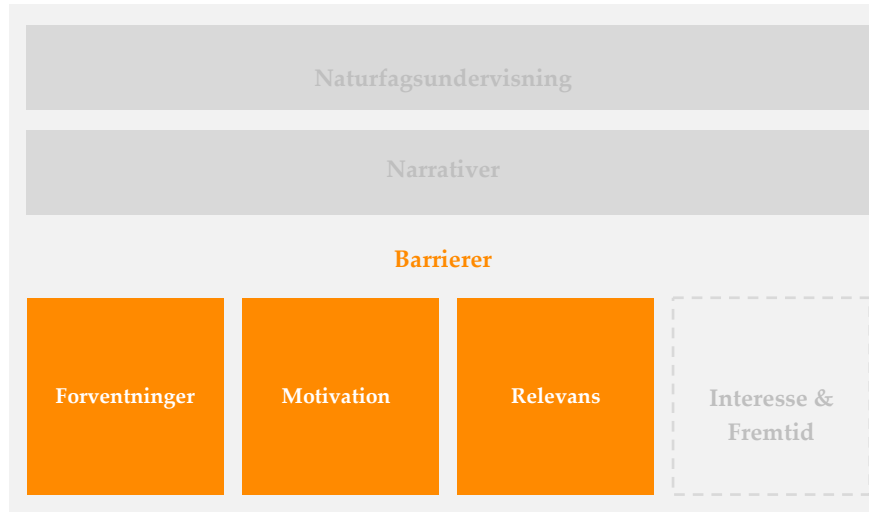 Naturfagsundervisning
Narrativer
Barrierer
Forventninger
Motivation
Relevans
Interesse &
Fremtid